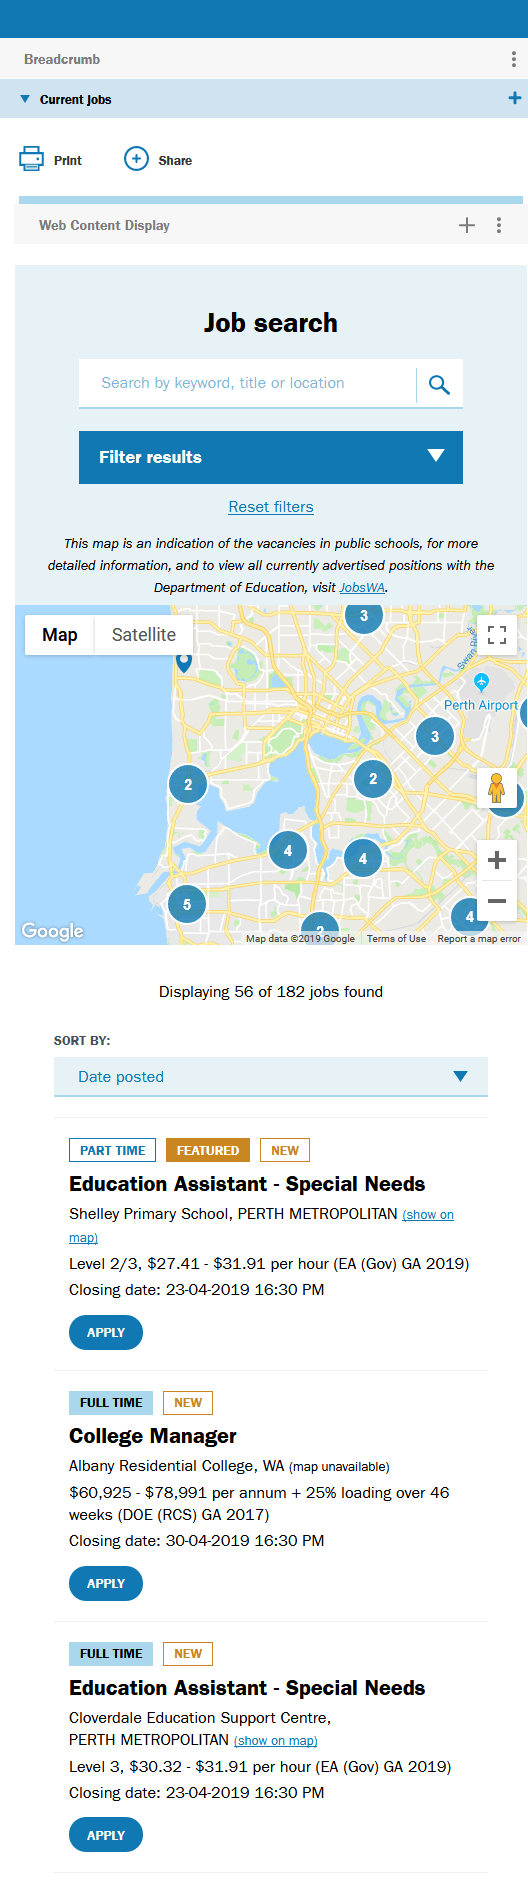 Breadcrumb
Current Jobs
Print
Share
Web Content Display
Job search
Search by keyword, title or location
Filter results
Reset filters
This map is an indication of the vacancies in public schools, for more
detailed information, and to view all currently advertised positions with the
Department of Education, visit JobsWA.
Map
Satellite
3
Swan
Perth Airport
3
2
2
4
4
5
2
4
Google
Map data ©2019 Google
Terms of Use
Report a map error
Displaying 56 of 182 jobs found
SORT BY:
Date posted
PART TIME
FEATURED
NEW
Education Assistant - Special Needs
Shelley Primary School, PERTH METROPOLITAN (show on
map)
Level 2/3, $27.41 - $31.91 per hour (EA (Gov) GA 2019)
Closing date: 23-04-2019 16:30 PM
APPLY
FULL TIME
NEW
College Manager
Albany Residential College, WA (map unavailable)
$60,925 - $78,991 per annum + 25% loading over 46
weeks (DOE (RCS) GA 2017)
Closing date: 30-04-2019 16:30 PM
APPLY
FULL TIME
NEW
Education Assistant - Special Needs
Cloverdale Education Support Centre,
PERTH METROPOLITAN (show on map)
Level 3, $30.32 - $31.91 per hour (EA (Gov) GA 2019)
Closing date: 23-04-2019 16:30 PM
APPLY